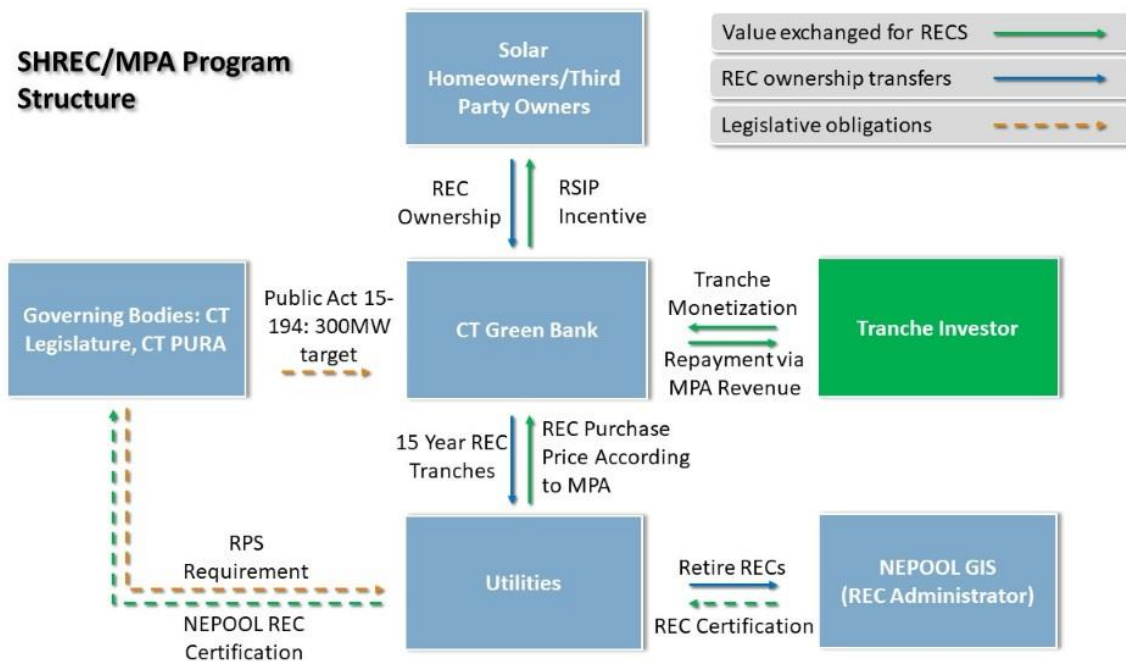 SHREC/MPA Program
Structure
Solar
Homeowners/Third
Party Owners
Value exchanged for RECS
REC ownership transfers
Legislative obligations
REC
Ownership
RSIP
Incentive
Governing Bodies: CT
Legislature, CT PURA
Public Act 15-
194: 300MW
target
CT Green Bank
Tranche
Monetization
Repayment via
MPA Revenue
Tranche Investor
15 Year REC
Tranches
REC Purchase
Price According
to MPA
RPS
Requirement
NEPOOL REC
Certification
Utilities
Retire RECs
REC Certification
NEPOOL GIS
(REC Administrator)